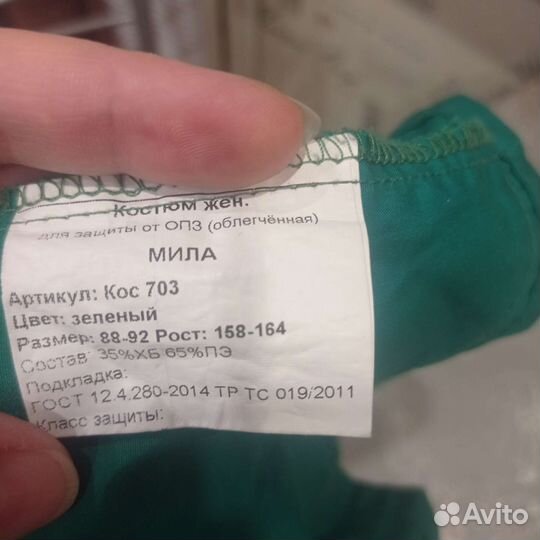 Костюм жен.
для защиты от ОПЗ (облегчённая)
МИЛА
Артикул: Кос 703
Цвет: зеленый
Размер: 88-92 Рост: 158-164
Состав: 35%ХБ 65%ПЭ
Подкладка:
ГОСТ 12.4.280-2014 ТР ТС 019/2011
Класс защиты:
Avito